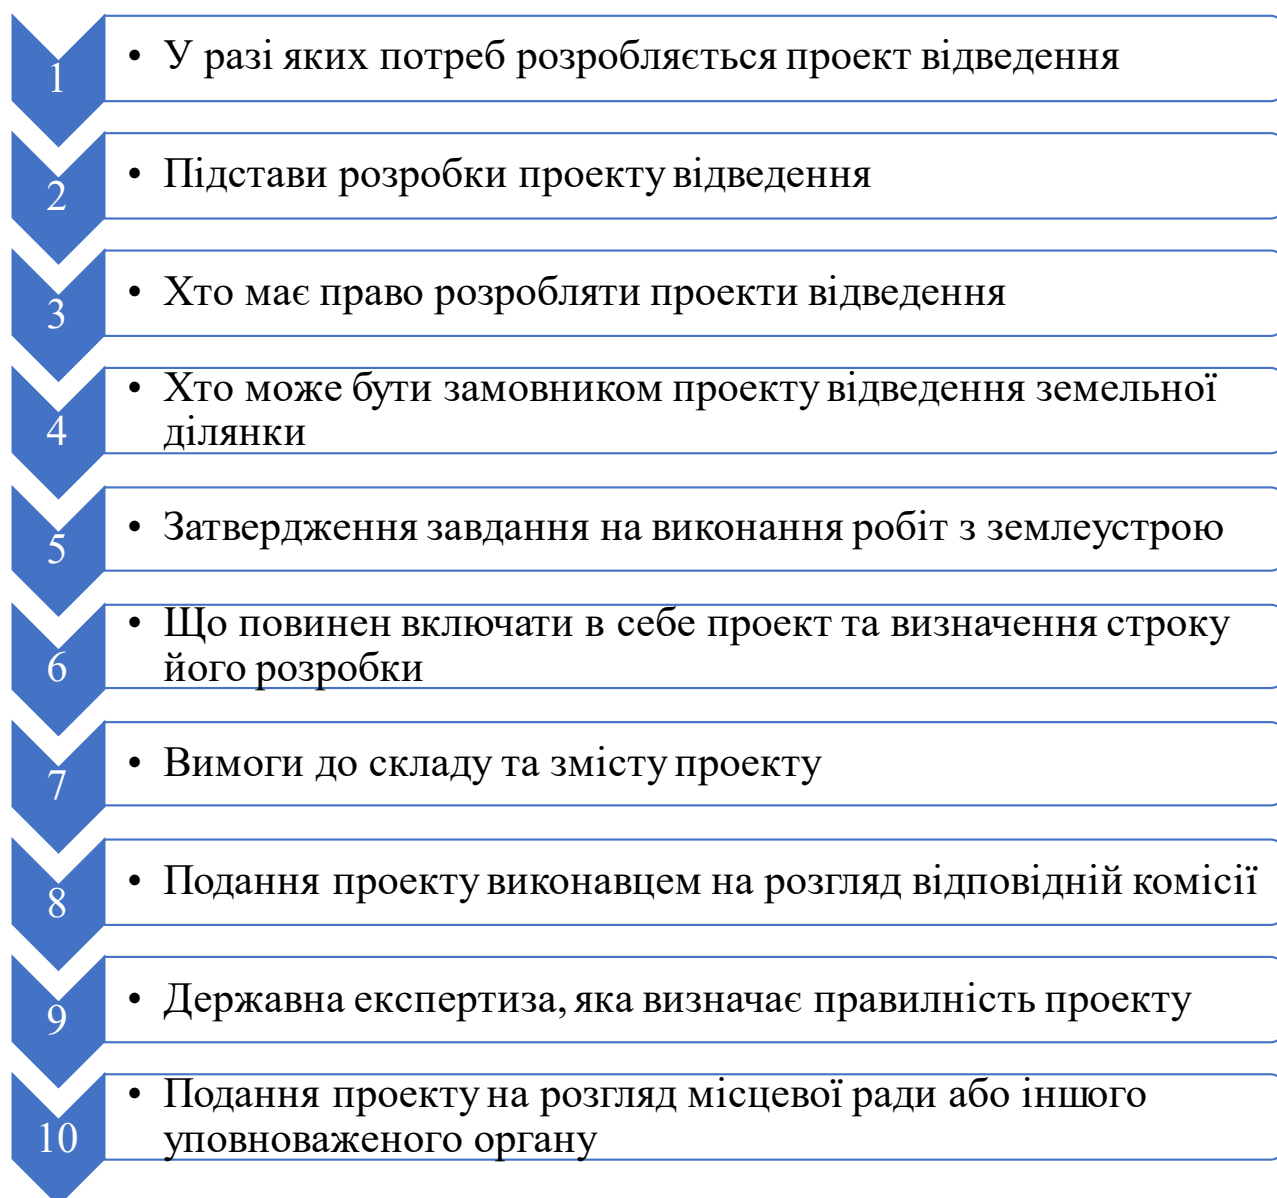 1
• У разі яких потреб розробляється проект відведення
2
• Підстави розробки проекту відведення
3
• Хто має право розробляти проекти відведення
4
• Хто може бути замовником проекту відведення земельної
ділянки
5
• Затвердження завдання на виконання робіт з землеустрою
6
• Що повинен включати в себе проект та визначення строку
його розробки
7
• Вимоги до складу та змісту проекту
8
• Подання проекту виконавцем на розгляд відповідній комісії
9
• Державна експертиза, яка визначає правилність проекту
10
• Подання проекту на розгляд місцевої ради або іншого
уповноваженого органу